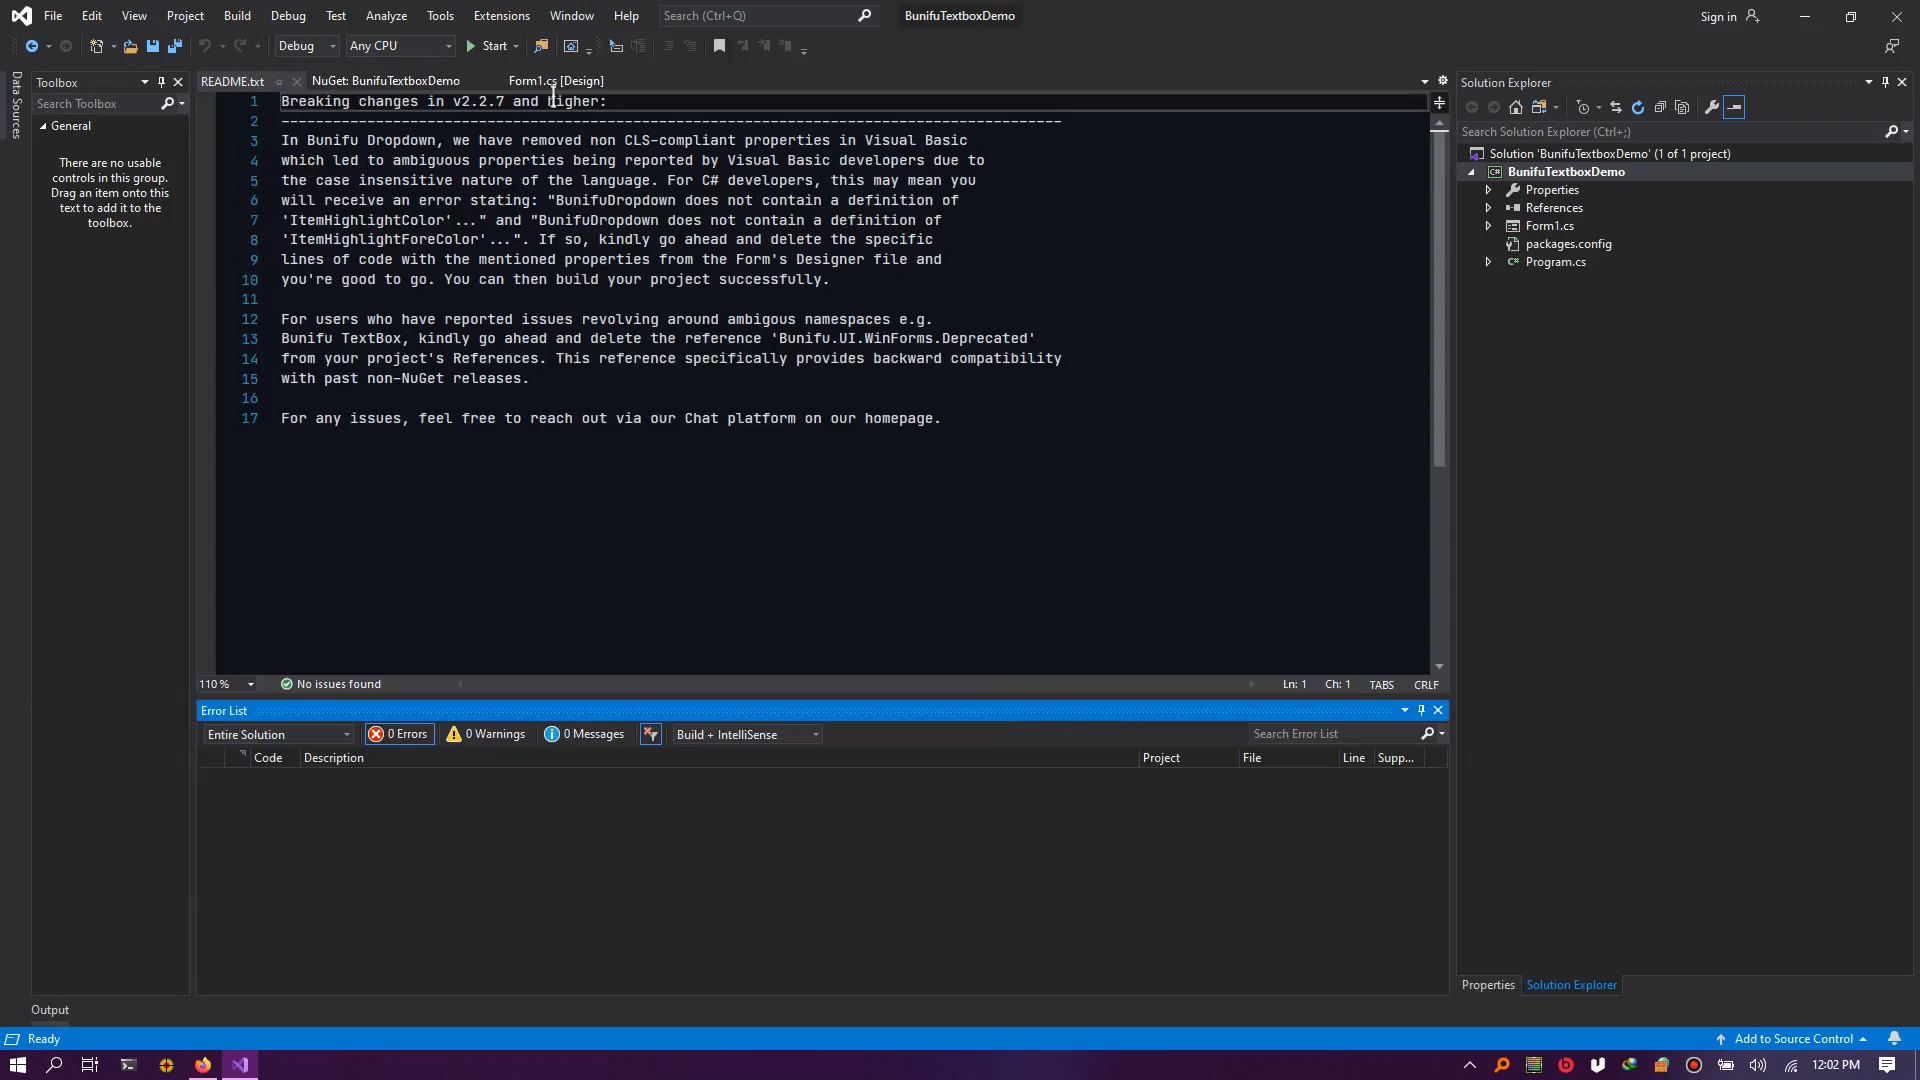 File Edit View Project Build Debug Test Analyze Tools Extensions Window Help Search (Ctrl+Q) BunifuTextboxDemo Sign in
Debug Any CPU Start
Data Sources
Toolbox
Search Toolbox
General
There are no usable
controls in this group.
Drag an item onto this
text to add it to the
toolbox.
README.txt NuGet: BunifuTextboxDemo Form1.cs [Design]
1 Breaking changes in v2.2.7 and higher:
2 -------------------------------------------------------------------------------------------
3 In Bunifu Dropdown, we have removed non CLS-compliant properties in Visual Basic
4 which led to ambiguous properties being reported by Visual Basic developers due to
5 the case insensitive nature of the language. For C# developers, this may mean you
6 will receive an error stating: "BunifuDropdown does not contain a definition of
7 'ItemHighlightColor'..." and "BunifuDropdown does not contain a definition of
8 'ItemHighlightForeColor'...". If so, kindly go ahead and delete the specific
9 lines of code with the mentioned properties from the Form's Designer file and
10 you're good to go. You can then build your project successfully.
11
12 For users who have reported issues revolving around ambigous namespaces e.g.
13 Bunifu TextBox, kindly go ahead and delete the reference 'Bunifu.UI.WinForms.Deprecated'
14 from your project's References. This reference specifically provides backward compatibility
15 with past non-NuGet releases.
16
17 For any issues, feel free to reach out via our Chat platform on our homepage.
110 % No issues found Ln: 1 Ch: 1 TABS CRLF
Error List
Entire Solution 0 Errors 0 Warnings 0 Messages Build + IntelliSense Search Error List
Code Description Project File Line Supp...
Solution Explorer
Search Solution Explorer (Ctrl+;)
Solution 'BunifuTextboxDemo' (1 of 1 project)
BunifuTextboxDemo
Properties
References
Form1.cs
packages.config
Program.cs
Properties Solution Explorer
Output
Ready Add to Source Control
12:02 PM